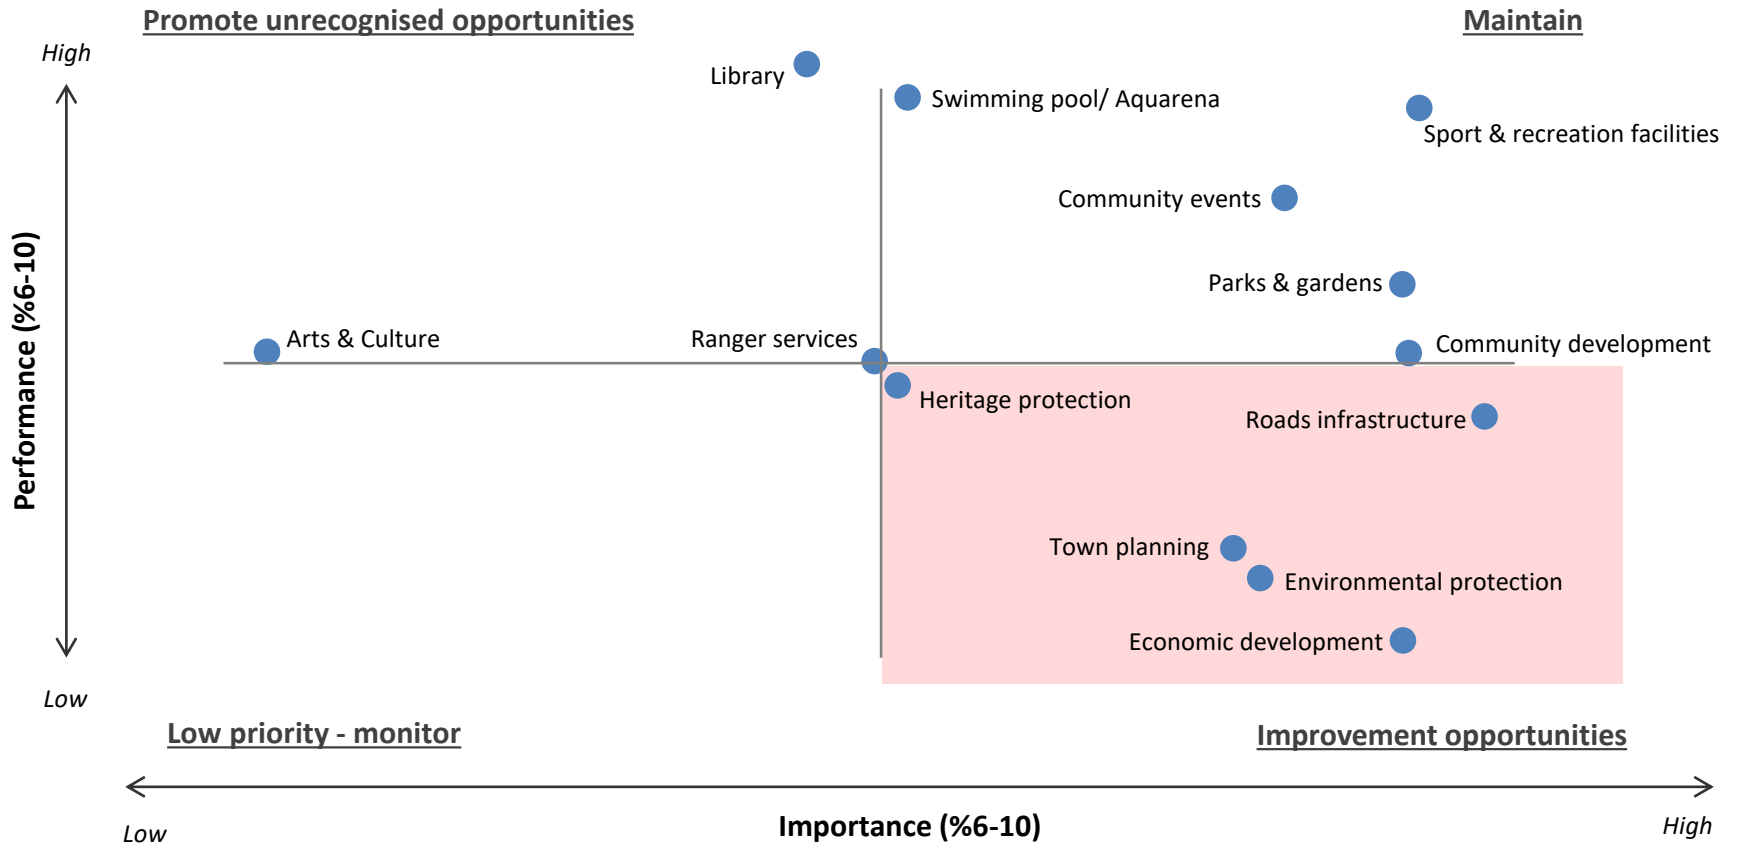 Promote unrecognised opportunities
Maintain
High
Library
Swimming pool/ Aquarena
Sport & recreation facilities
Community events
Parks & gardens
Arts & Culture
Ranger services
Community development
Heritage protection
Roads infrastructure
Performance (%6-10)
Town planning
Environmental protection
Economic development
Low
Low priority - monitor
Improvement opportunities
Low
Importance (%6-10)
High